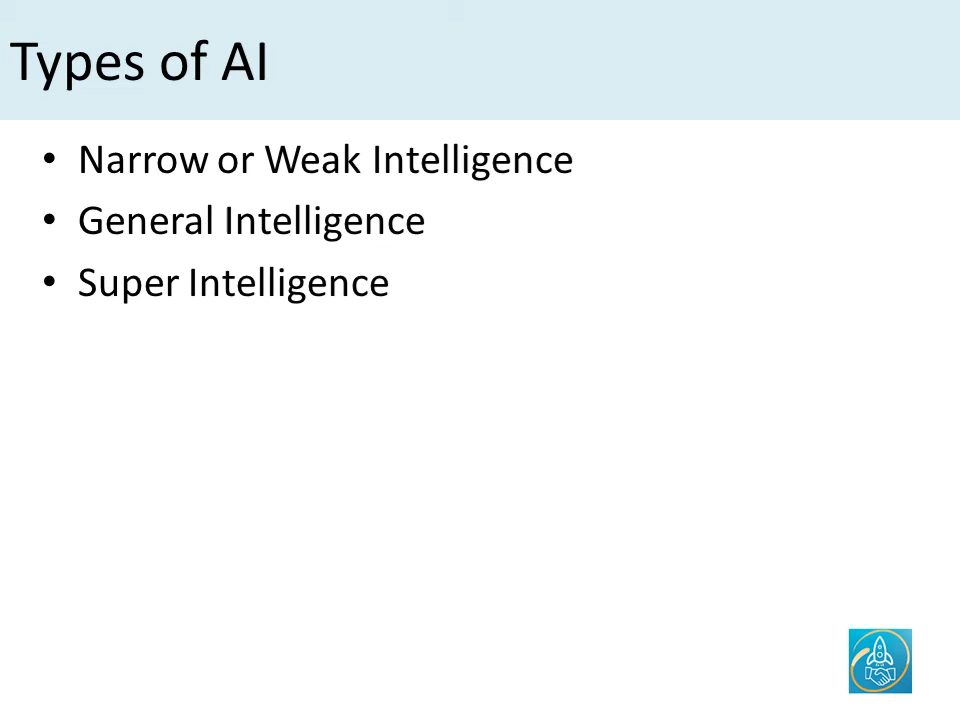 Types of AI
• Narrow or Weak Intelligence
• General Intelligence
• Super Intelligence